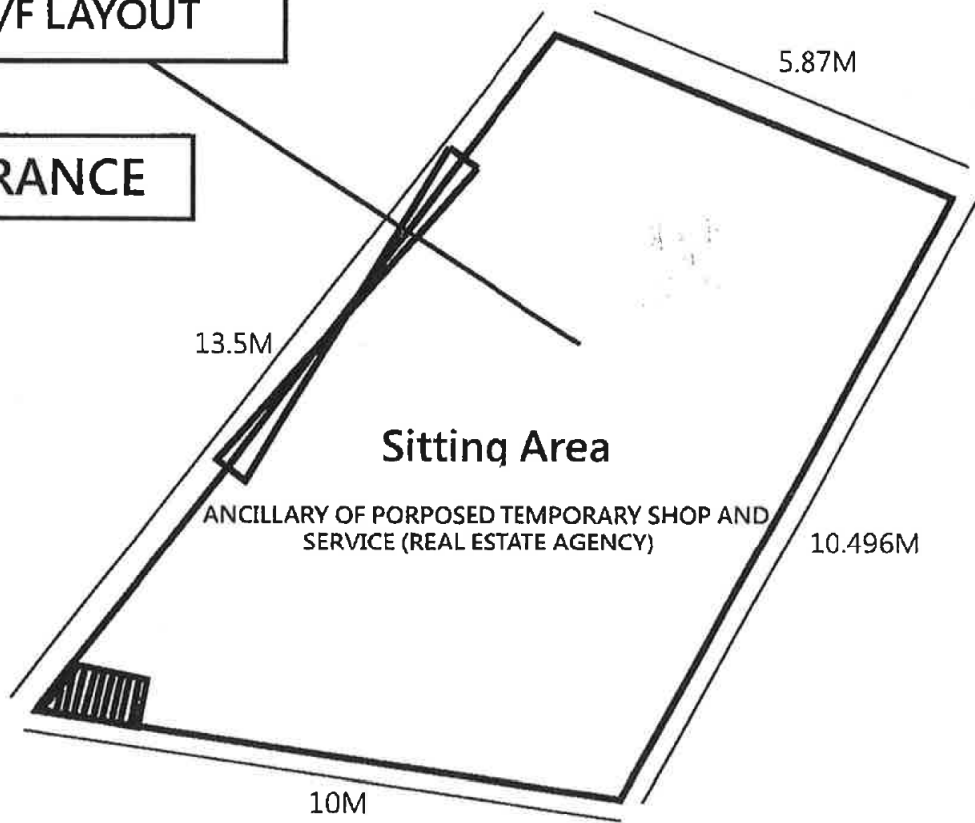 /F LAYOUT
5.87M
RANCE
13.5M
Sitting Area
ANCILLARY OF PORPOSED TEMPORARY SHOP AND
SERVICE (REAL ESTATE AGENCY)
10.496M
10M